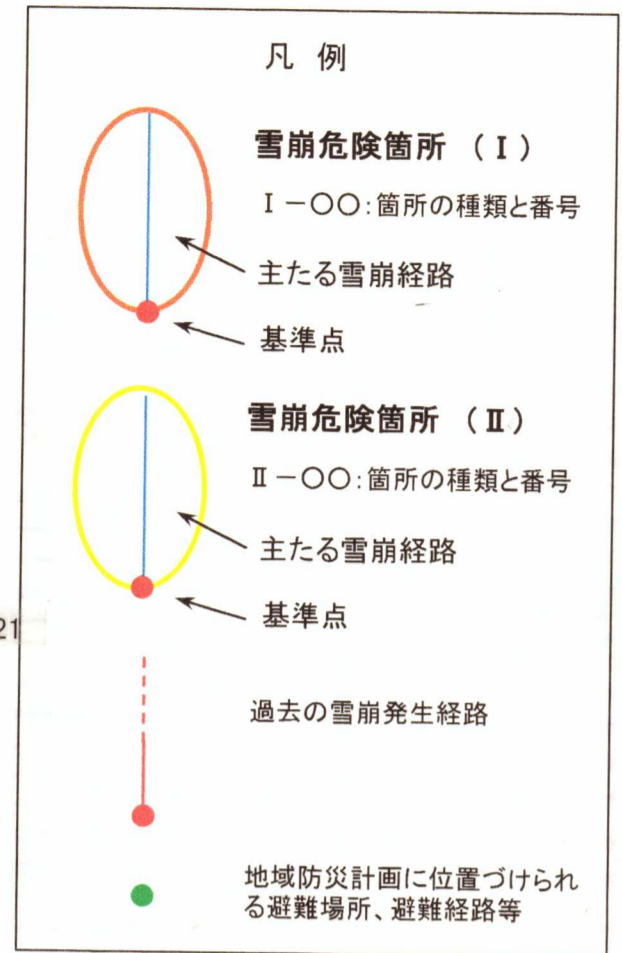 凡 例
雪崩危険箇所 （Ⅰ）
Ⅰ－〇〇：箇所の種類と番号
主たる雪崩経路
基準点
雪崩危険箇所 （Ⅱ）
Ⅱ－〇〇：箇所の種類と番号
主たる雪崩経路
基準点
21
過去の雪崩発生経路
地域防災計画に位置づけられ
る避難場所、避難経路等